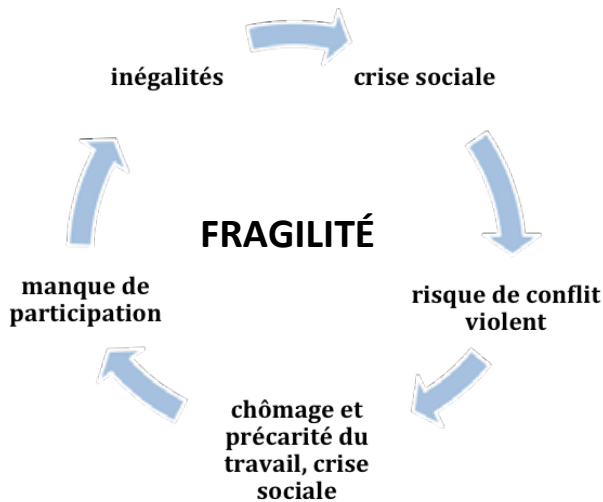 inégalités
crise sociale
FRAGILITÉ
manque de
participation
risque de conflit
violent
chômage et
précarité du
travail, crise
sociale